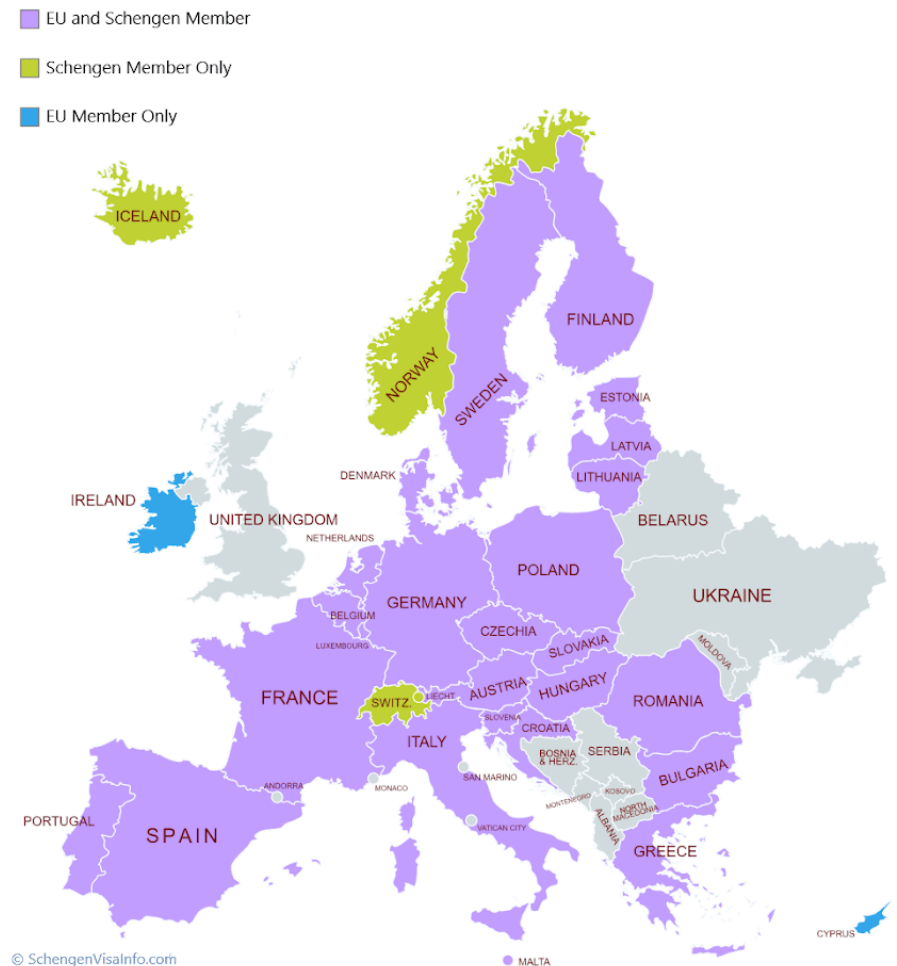 EU and Schengen Member
Schengen Member Only
EU Member Only
ICELAND
FINLAND
NORWAY
SWEDEN
ESTONIA
LATVIA
LITHUANIA
DENMARK
IRELAND
UNITED KINGDOM
BELARUS
NETHERLANDS
POLAND
UKRAINE
GERMANY
BELGIUM
CZECHIA
LUXEMBOURG
SLOVAKIA
MOLDOVA
FRANCE
SWITZ.
LIECHT
AUSTRIA
HUNGARY
ROMANIA
SLOVENIA
CROATIA
ITALY
BOSNIA
& HERZ.
SERBIA
BULGARIA
SAN MARINO
ANDORRA
MONACO
KOSOVO
MONTENEGRO
NORTH
MACEDONIA
ALBANIA
PORTUGAL
SPAIN
VATICAN CITY
GREECE
CYPRUS
MALTA
© SchengenVisaInfo.com